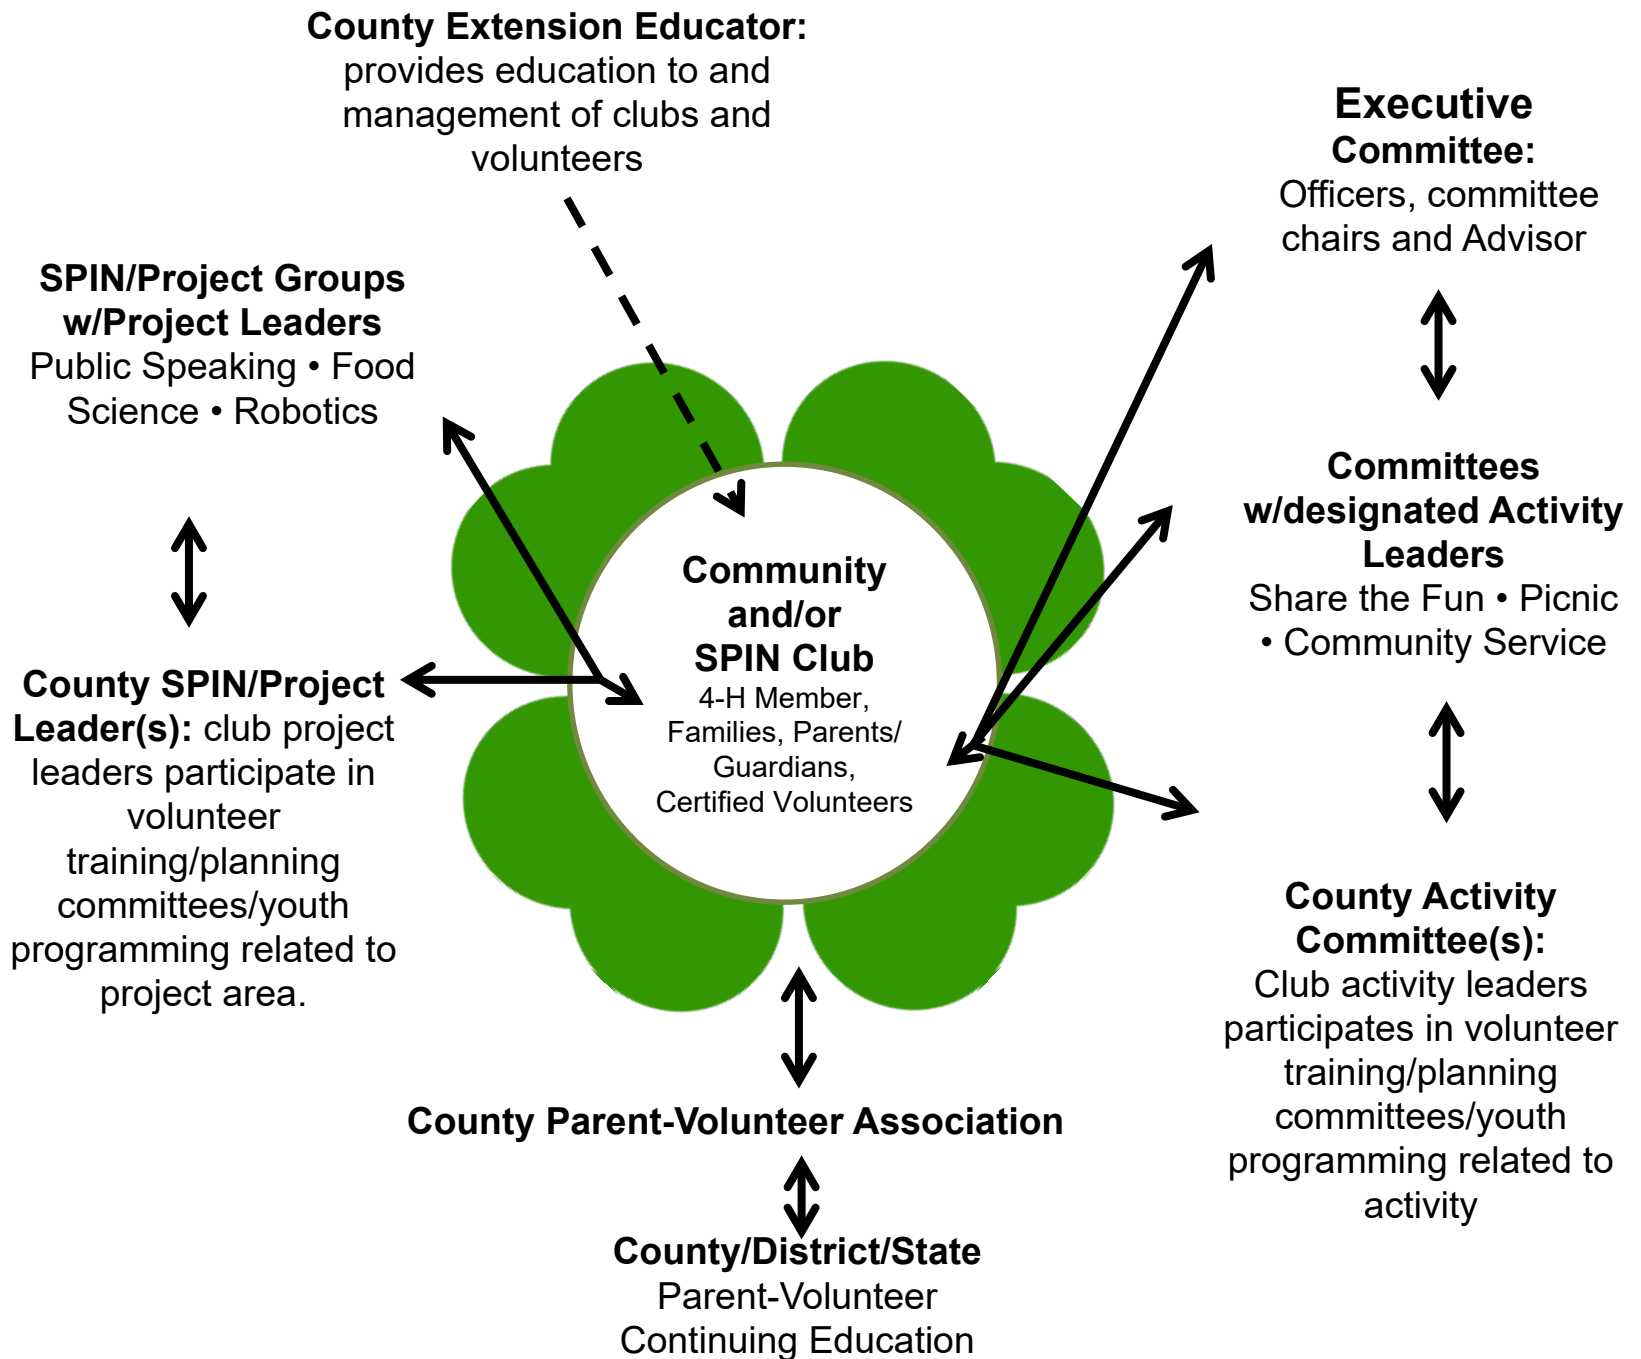 County Extension Educator:
provides education to and
management of clubs and
volunteers
Executive
Committee:
Officers, committee
chairs and Advisor
SPIN/Project Groups
w/Project Leaders
Public Speaking • Food
Science • Robotics
Committees
w/designated Activity
Leaders
Share the Fun • Picnic
• Community Service
Community
and/or
SPIN Club
4-H Member,
Families, Parents/
Guardians,
Certified Volunteers
County SPIN/Project
Leader(s): club project
leaders participate in
volunteer
training/planning
committees/youth
programming related to
project area.
County Activity
Committee(s):
Club activity leaders
participates in volunteer
training/planning
committees/youth
programming related to
activity
County Parent-Volunteer Association
County/District/State
Parent-Volunteer
Continuing Education